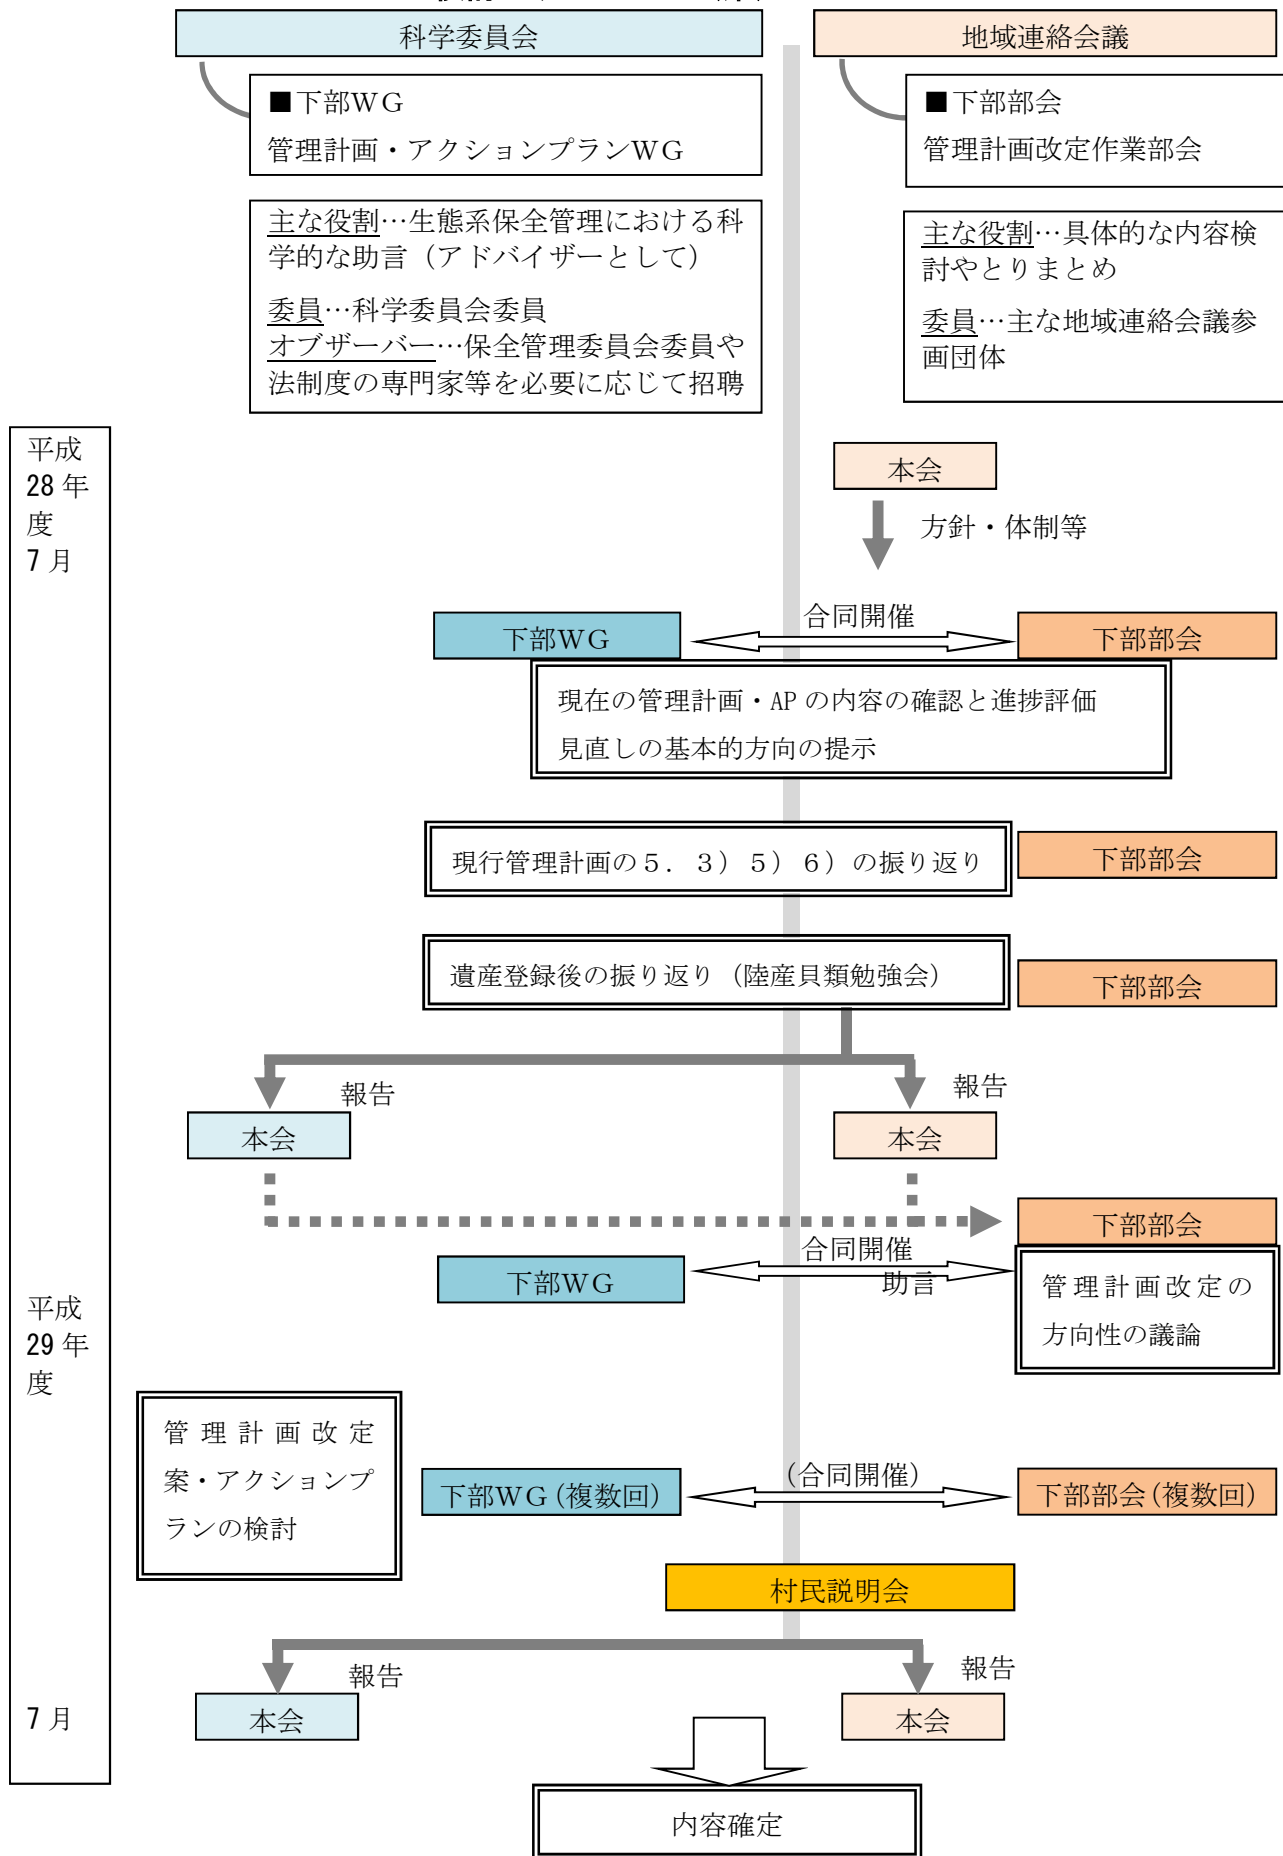 科学委員会
地域連絡会議
■下部WG
管理計画・アクションプランWG
■下部部会
管理計画改定作業部会
主な役割…生態系保全管理における科
学的な助言（アドバイザーとして）
委員…科学委員会委員
オブザーバー…保全管理委員会委員や
法制度の専門家等を必要に応じて招聘
主な役割…具体的な内容検
討やとりまとめ
委員…主な地域連絡会議参
画団体
平成
28年
度
7月
本会
方針・体制等
下部WG
合同開催
下部部会
現在の管理計画・APの内容の確認と進捗評価
見直しの基本的方向の提示
現行管理計画の５．３）５）６）の振り返り
下部部会
遺産登録後の振り返り（陸産貝類勉強会）
下部部会
報告
報告
本会
本会
下部部会
下部WG
合同開催
助言
管理計画改定の
方向性の議論
平成
29年
度
管理計画改定
案・アクションプ
ランの検討
下部WG(複数回)
(合同開催)
下部部会(複数回)
村民説明会
報告
報告
7月
本会
本会
内容確定